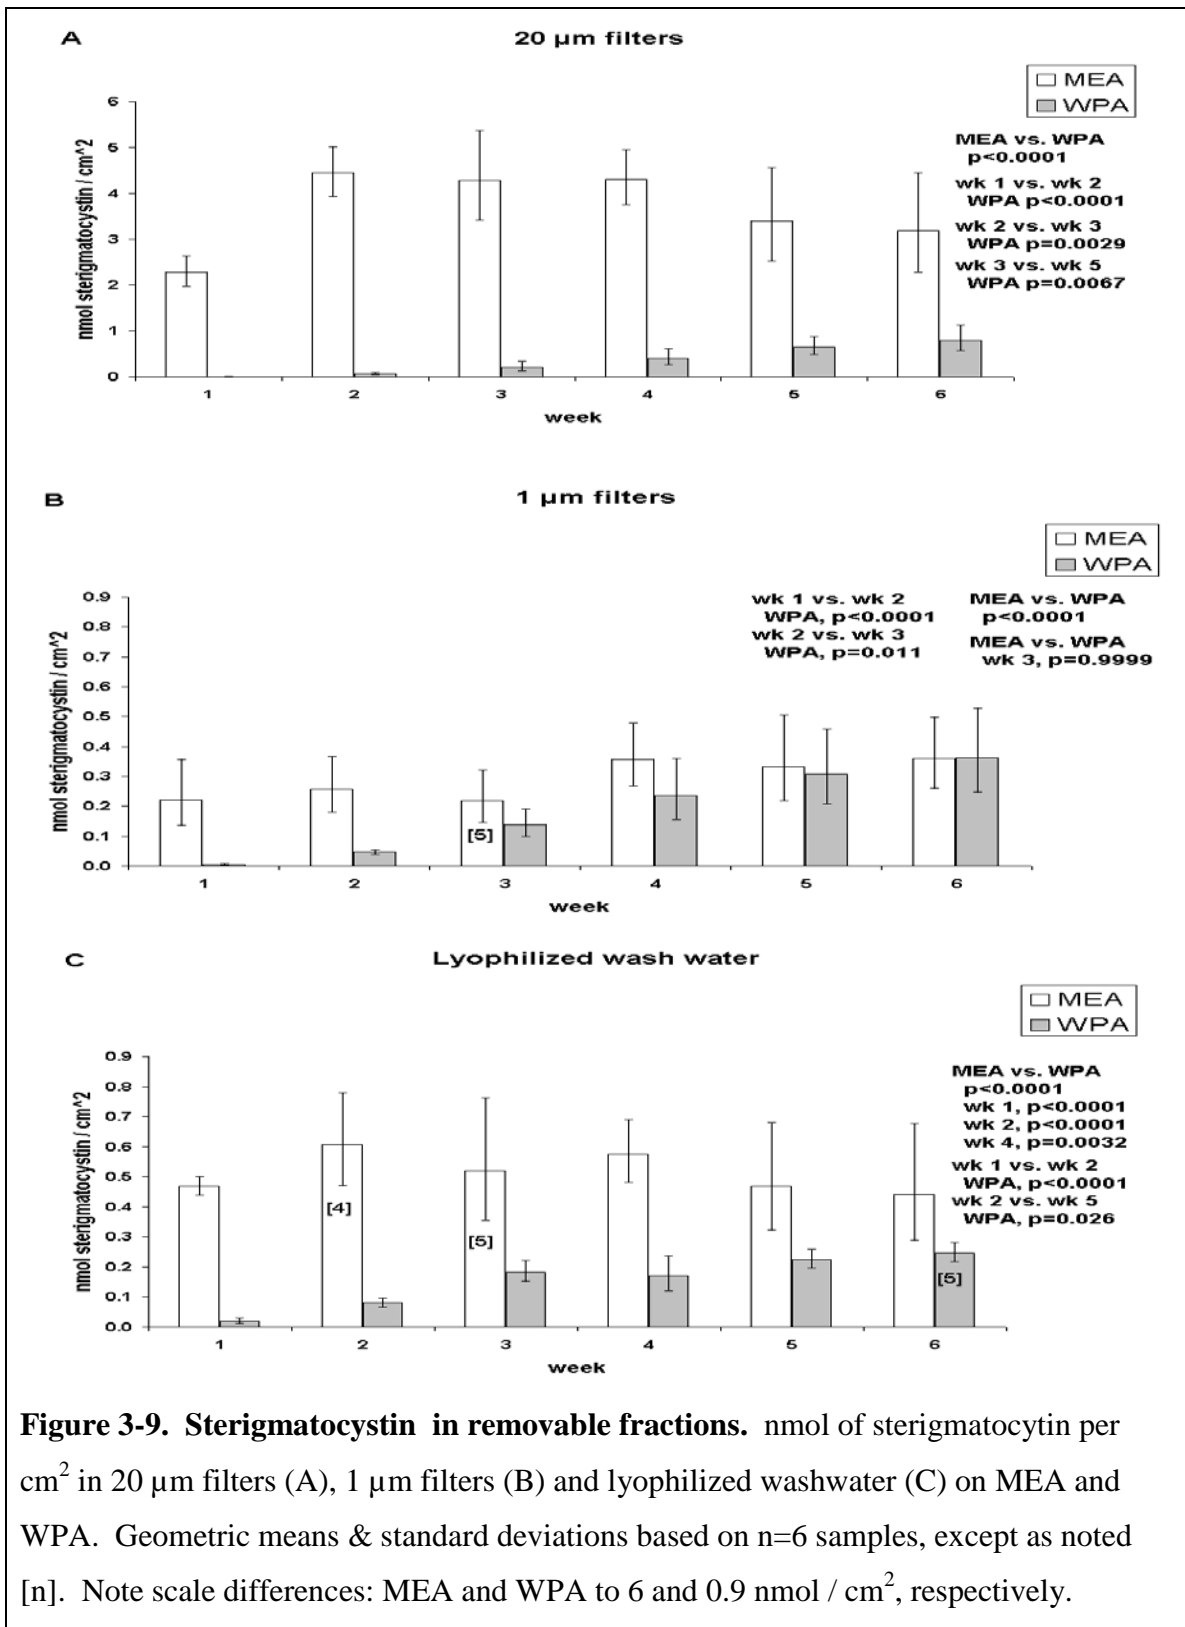 A
20 µm filters
MEA
WPA
nmol sterigmatocystin / cm^2
6
5
4
3
2
1
0
MEA vs. WPA
p<0.0001
wk 1 vs. wk 2
WPA p<0.0001
wk 2 vs. wk 3
WPA p=0.0029
wk 3 vs. wk 5
WPA p=0.0067
1 2 3 4 5 6
week
B
1 µm filters
MEA
WPA
nmol sterigmatocystin / cm^2
0.9
0.8
0.7
0.6
0.5
0.4
0.3
0.2
0.1
0.0
wk 1 vs. wk 2
WPA, p<0.0001
wk 2 vs. wk 3
WPA, p=0.011
MEA vs. WPA
p<0.0001
MEA vs. WPA
wk 3, p=0.9999
[5]
1 2 3 4 5 6
week
C
Lyophilized wash water
MEA
WPA
nmol sterigmatocystin / cm^2
0.9
0.8
0.7
0.6
0.5
0.4
0.3
0.2
0.1
0.0
MEA vs. WPA
p<0.0001
wk 1, p<0.0001
wk 2, p<0.0001
wk 4, p=0.0032
wk 1 vs. wk 2
WPA, p<0.0001
wk 2 vs. wk 5
WPA, p=0.026
[4]
[5]
[5]
1 2 3 4 5 6
week
Figure 3-9. Sterigmatocystin in removable fractions. nmol of sterigmatocytin per
cm2 in 20 µm filters (A), 1 µm filters (B) and lyophilized washwater (C) on MEA and
WPA. Geometric means & standard deviations based on n=6 samples, except as noted
[n]. Note scale differences: MEA and WPA to 6 and 0.9 nmol / cm2, respectively.